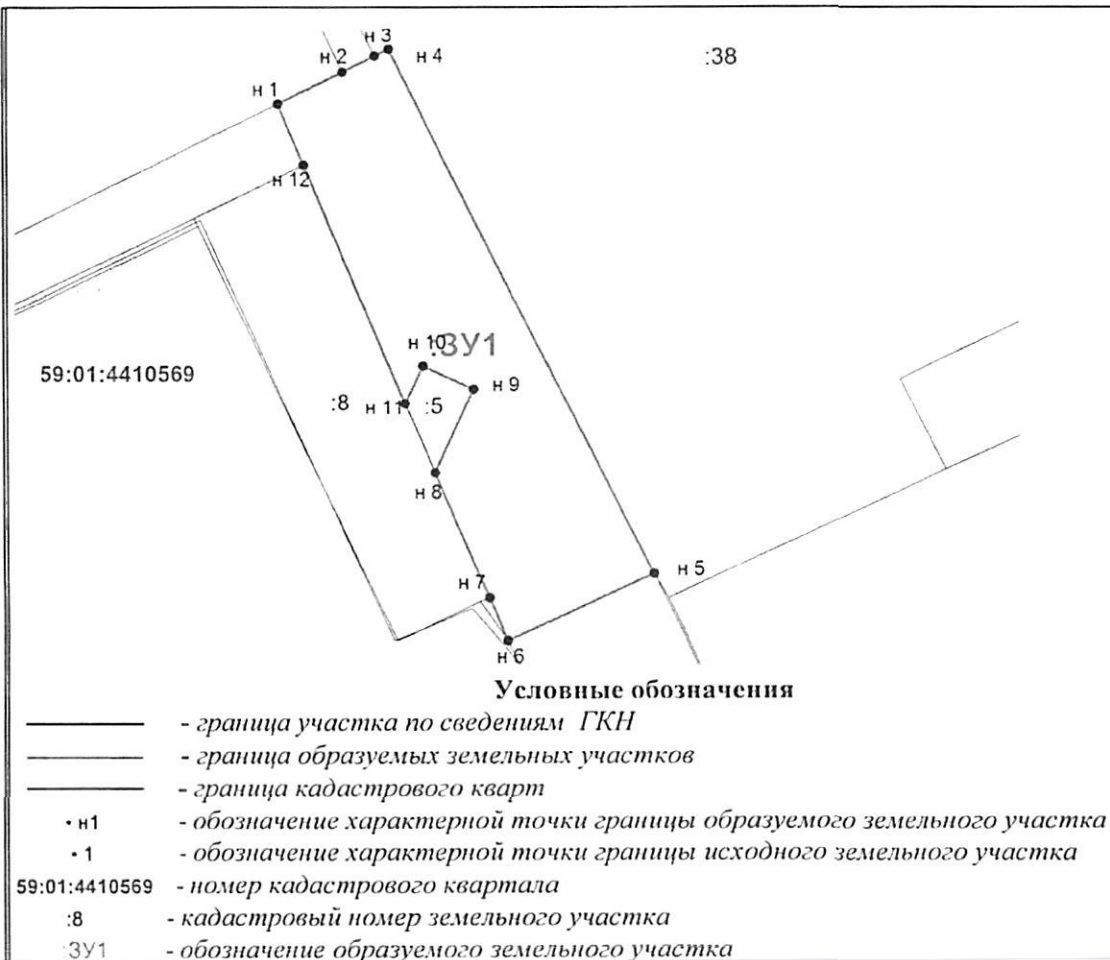 н 3
н 2
н 4
:38
н 1
н 12
н 10
:ЗУ1
59:01:4410569
:8
н 11
:5
н 9
н 8
н 7
н 5
н 6
Условные обозначения
- граница участка по сведениям ГКН
- граница образуемых земельных участков
- граница кадастрового кварт
• н1 - обозначение характерной точки границы образуемого земельного участка
• 1 - обозначение характерной точки границы исходного земельного участка
59:01:4410569 - номер кадастрового квартала
:8 - кадастровый номер земельного участка
:ЗУ1 - обозначение образуемого земельного участка